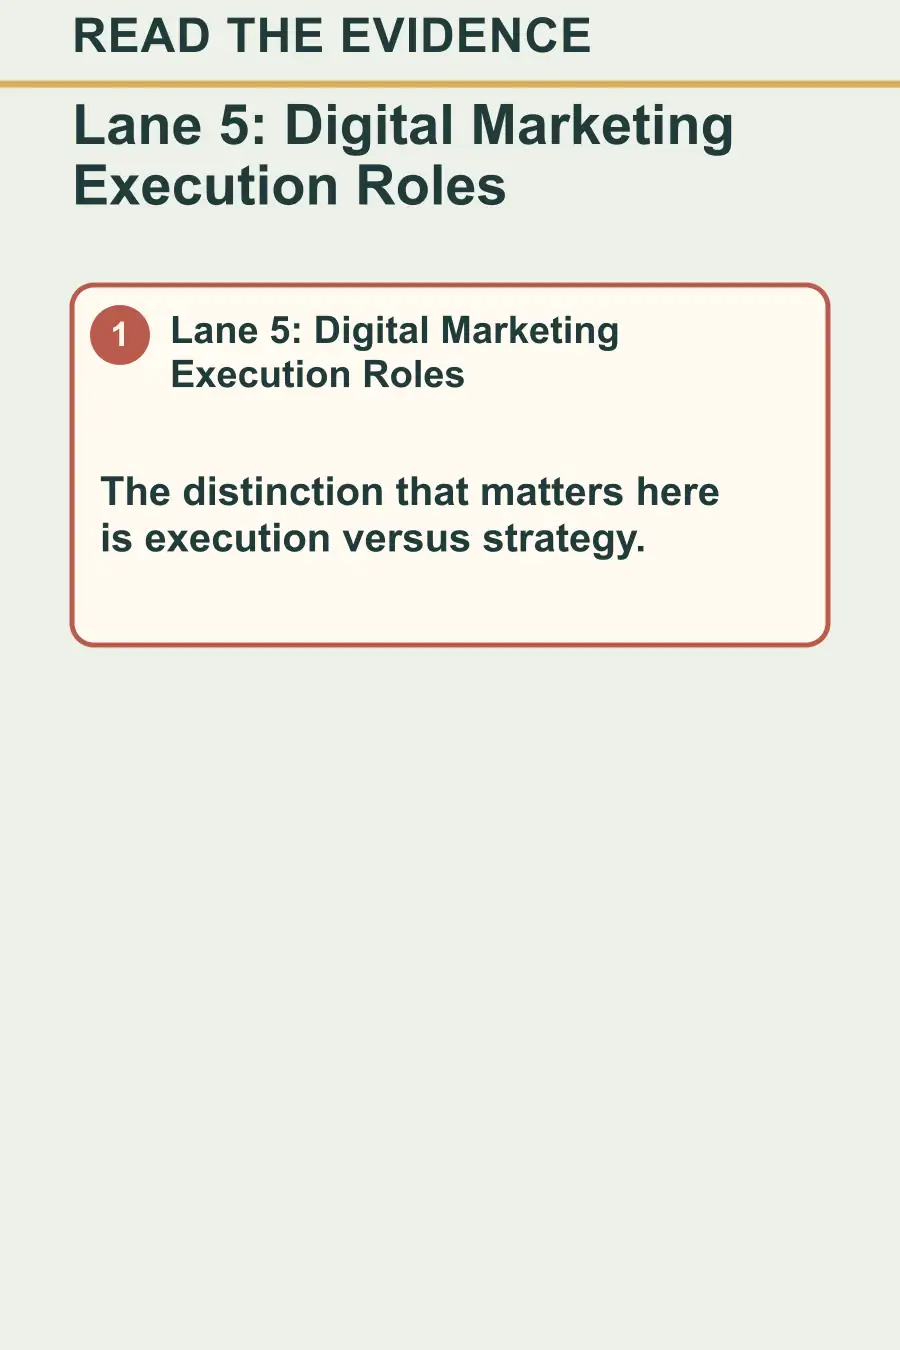 READ THE EVIDENCE
Lane 5: Digital Marketing
Execution Roles
1
Lane 5: Digital Marketing
Execution Roles
The distinction that matters here
is execution versus strategy.